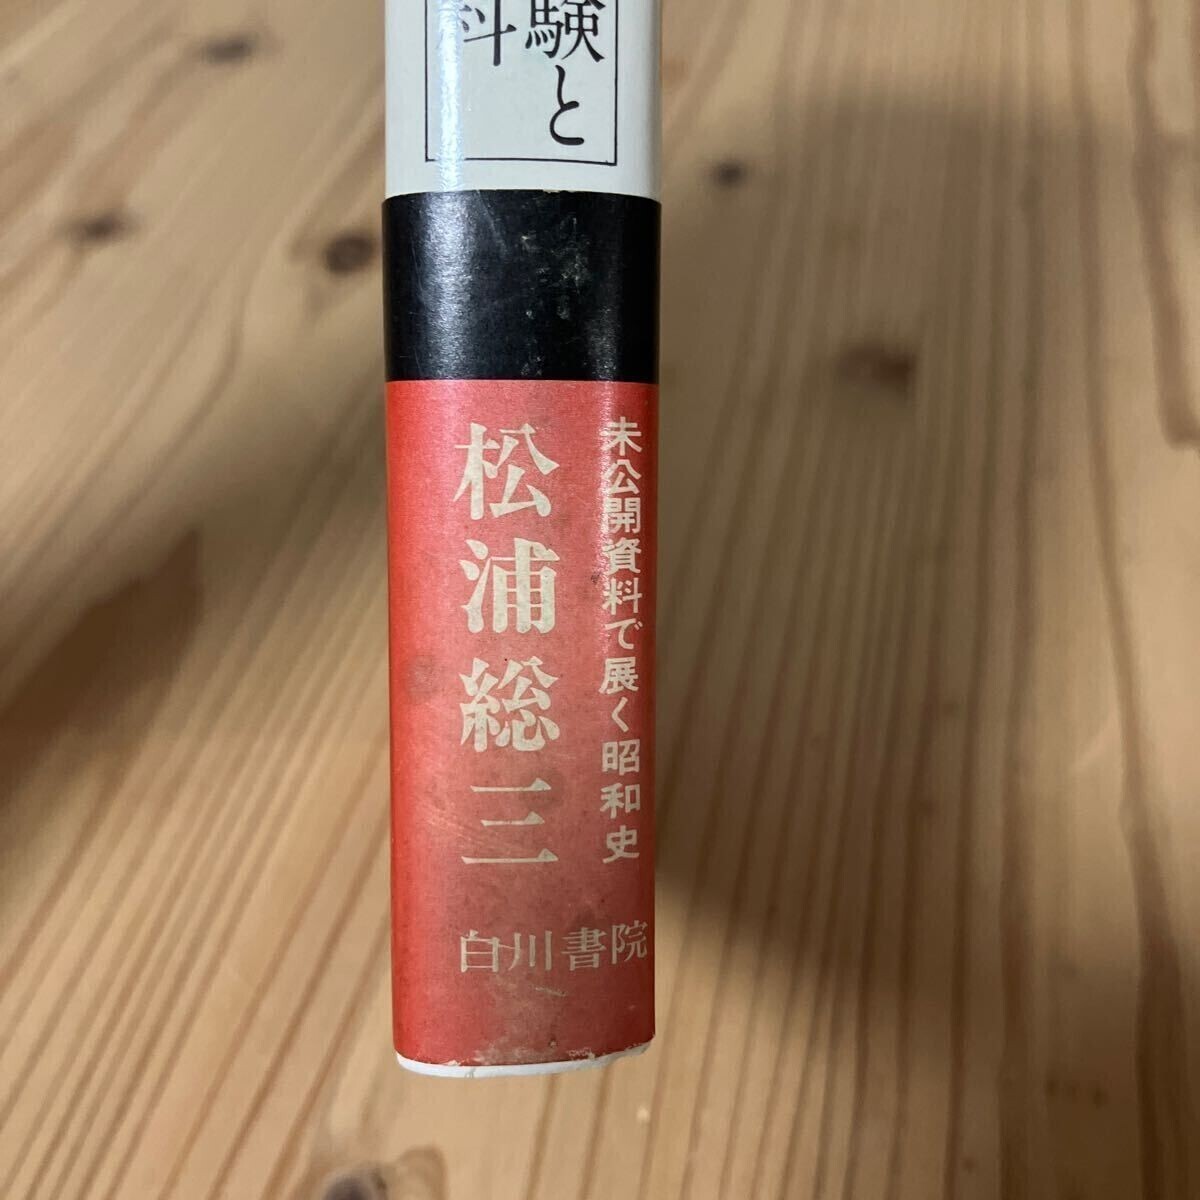 験と
料
未公開資料で展く昭和史
松浦総三
白川書院